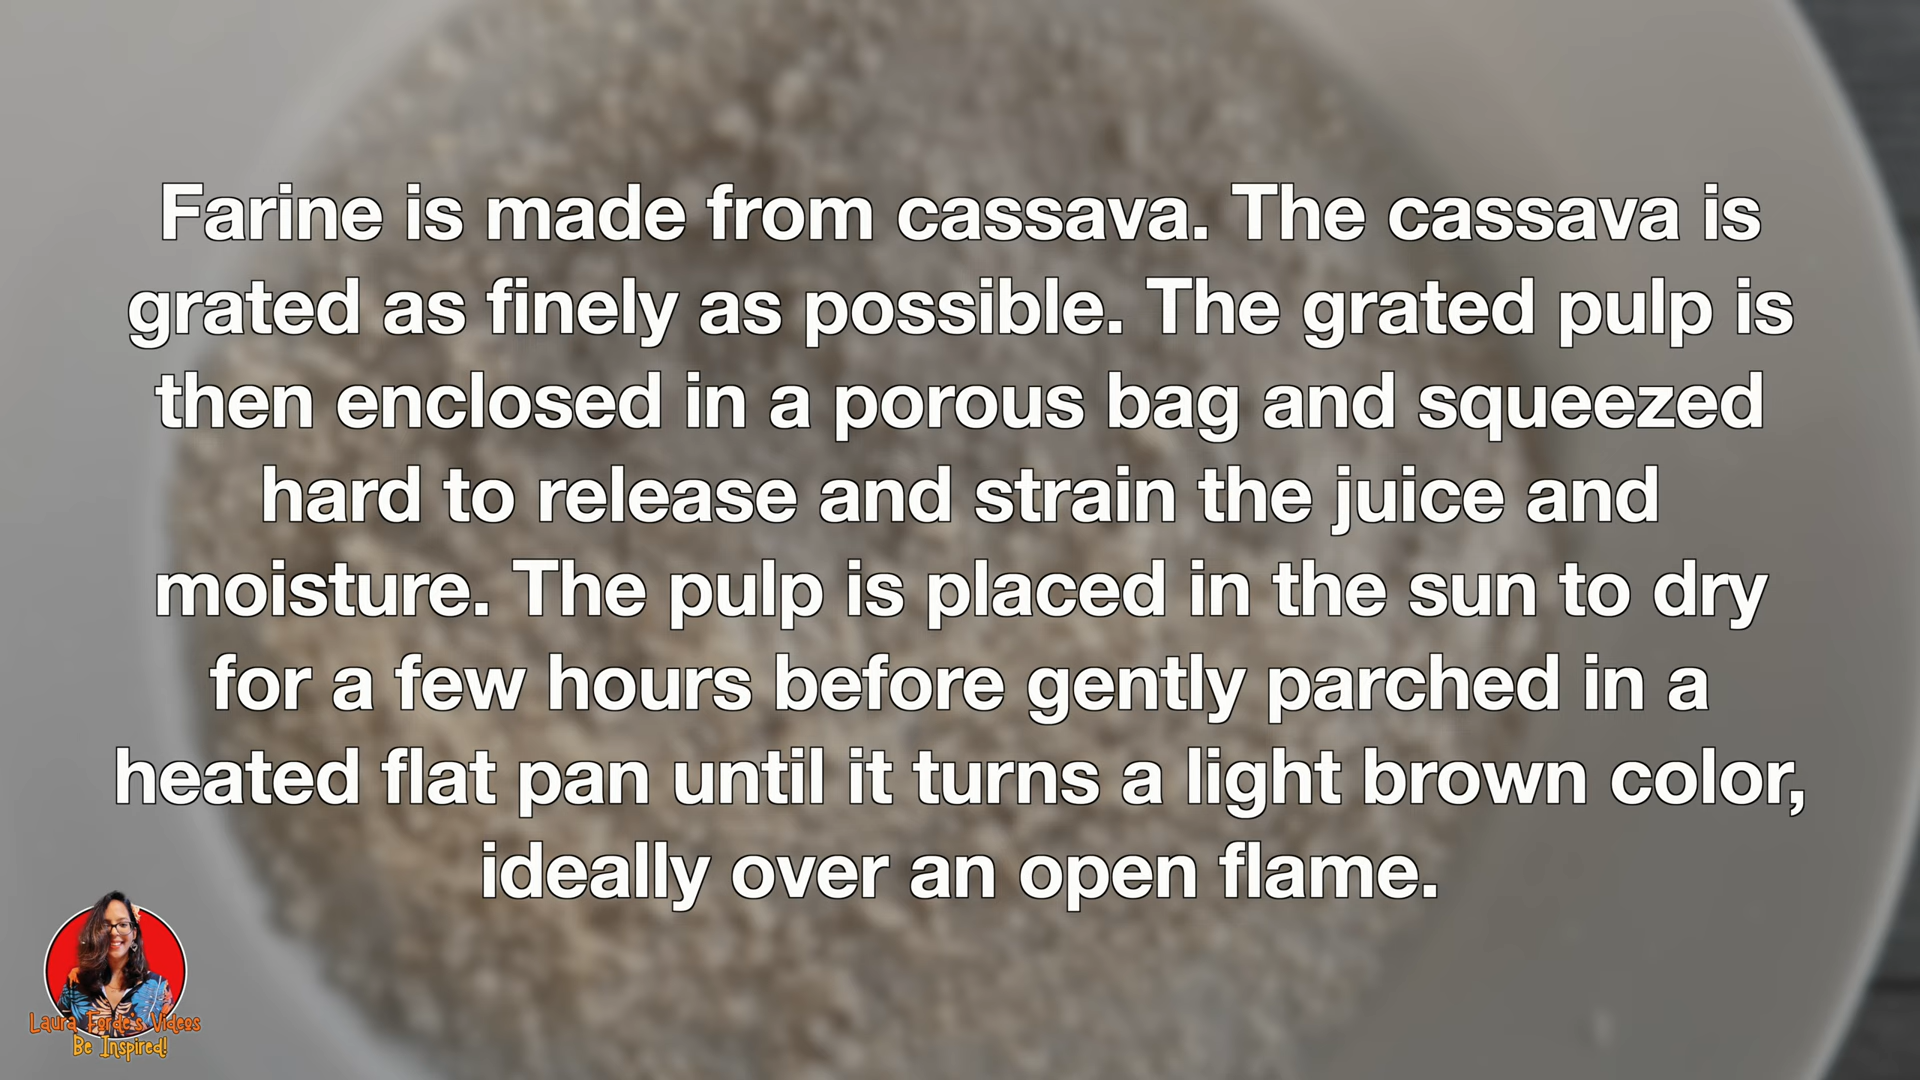 Farine is made from cassava. The cassava is
grated as finely as possible. The grated pulp is
then enclosed in a porous bag and squeezed
hard to release and strain the juice and
moisture. The pulp is placed in the sun to dry
for a few hours before gently parched in a
heated flat pan until it turns a light brown color,
ideally over an open flame.
Laura Forde's Videos
Be Inspired!